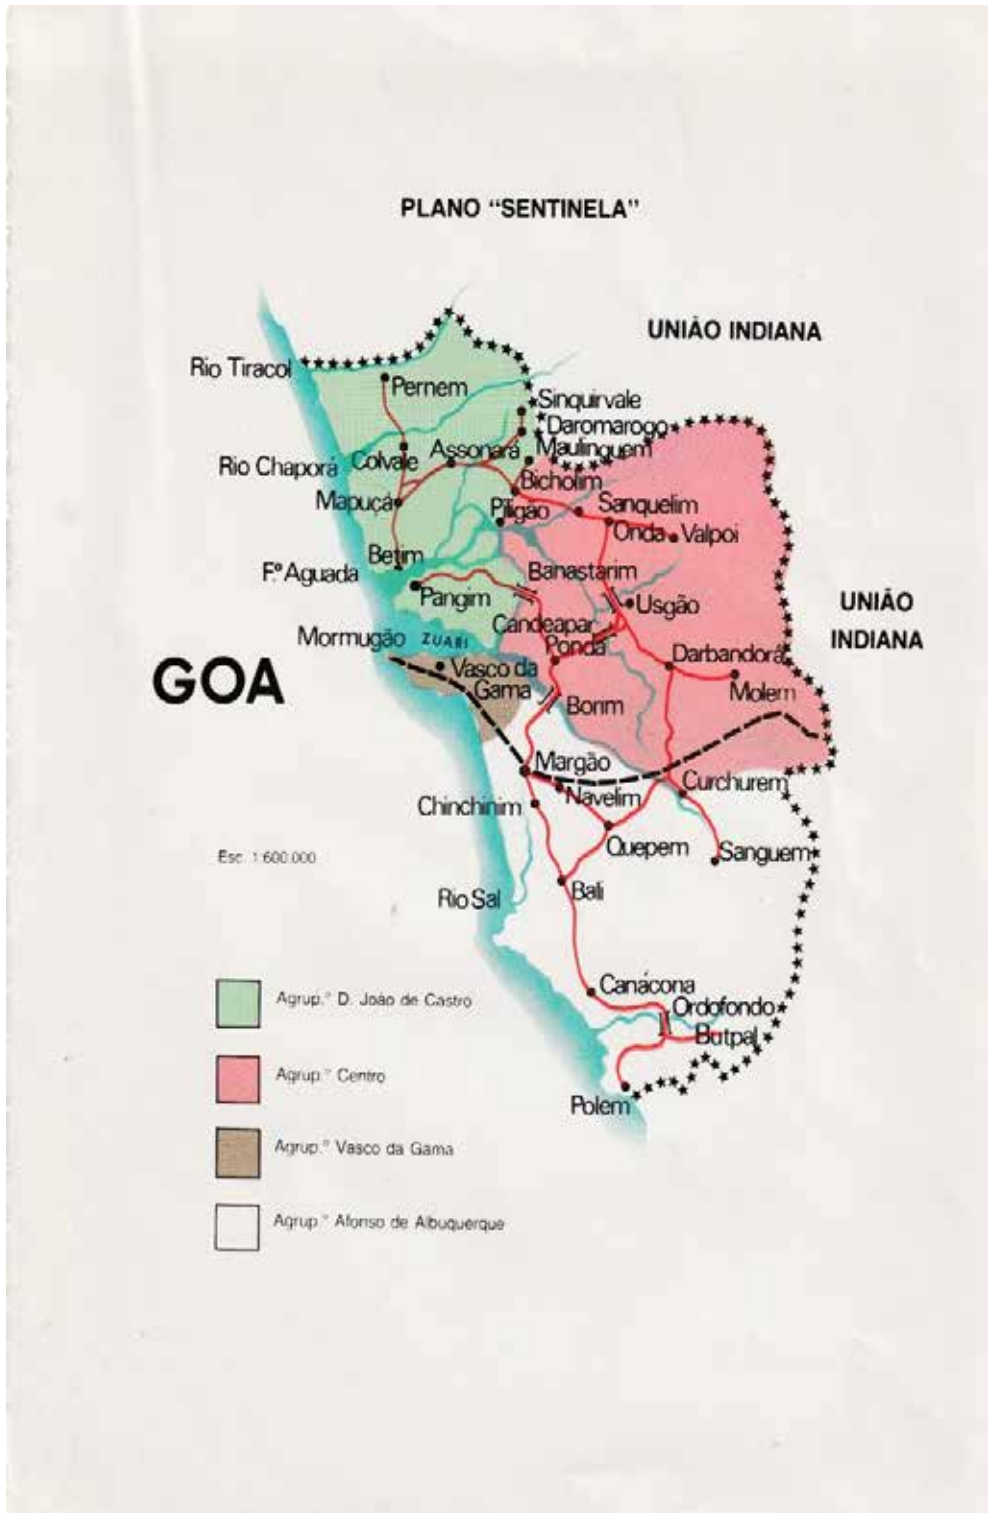 PLANO “SENTINELA”
UNIÃO INDIANA
Rio Tiracol
Pernem
Sinquirvale
Daromarogo
Maulinguem
Assonará
Colvale
Rio Chaporá
Bicholim
Mapuçá
Sanquelim
Piligão
Onda
Valpoi
Betim
Banastarim
F.º Aguada
Pangim
Usgão
UNIÃO
INDIANA
Candeapar
Mormugão
ZUARI
Ponda
Darbandorá
Vasco da
Gama
Molem
GOA
Borim
Margão
Curchurem
Navelim
Chinchinim
Quepem
Sanguem
Esc. 1:600.000
Bali
Rio Sal
Canácona
Ordofondo
Butpal
Polem
Agrup.º D. João de Castro
Agrup.º Centro
Agrup.º Vasco da Gama
Agrup.º Afonso de Albuquerque